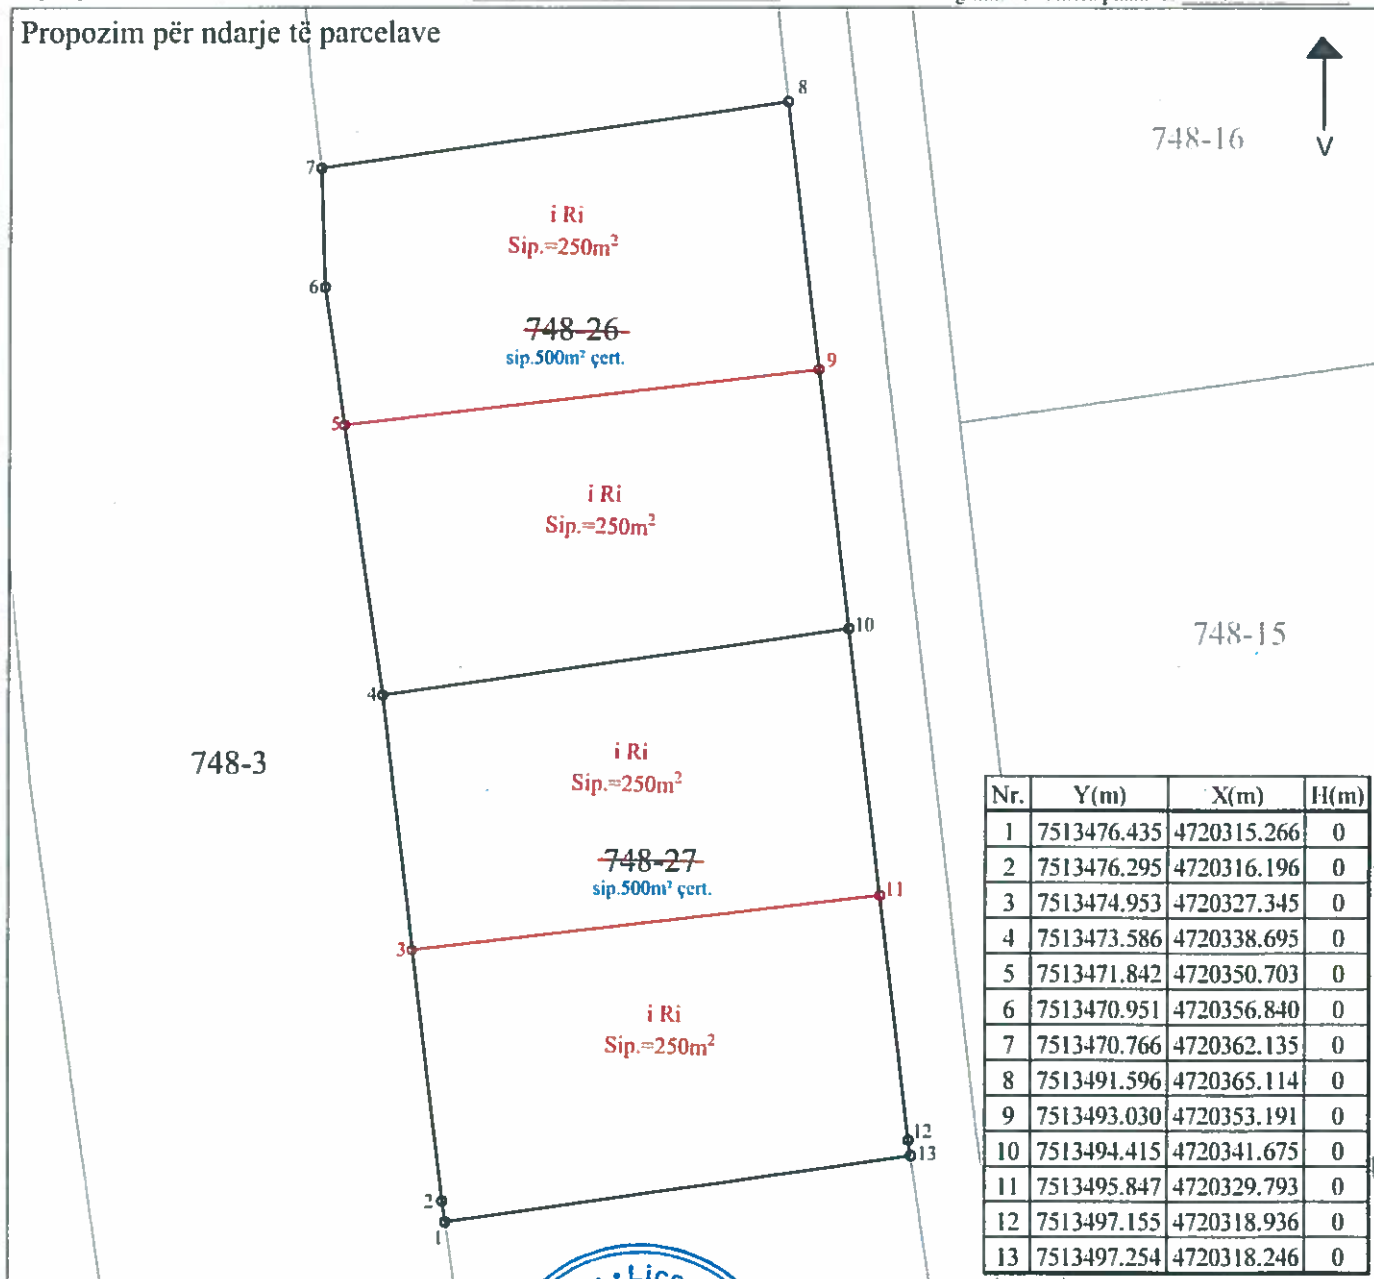 Propozim për ndarje të parcelave
8
748-16
V
7
i Ri
Sip.=250m²
6
748-26
sip.500m² çert.
9
5
i Ri
Sip.=250m²
10
748-15
4
748-3
i Ri
Sip.=250m²
748-27
sip.500m² çert.
11
3
i Ri
Sip.=250m²
12
13
2
1
Nr. Y(m) X(m) H(m)
1 7513476.435 4720315.266 0
2 7513476.295 4720316.196 0
3 7513474.953 4720327.345 0
4 7513473.586 4720338.695 0
5 7513471.842 4720350.703 0
6 7513470.951 4720356.840 0
7 7513470.766 4720362.135 0
8 7513491.596 4720365.114 0
9 7513493.030 4720353.191 0
10 7513494.415 4720341.675 0
11 7513495.847 4720329.793 0
12 7513497.155 4720318.936 0
13 7513497.254 4720318.246 0